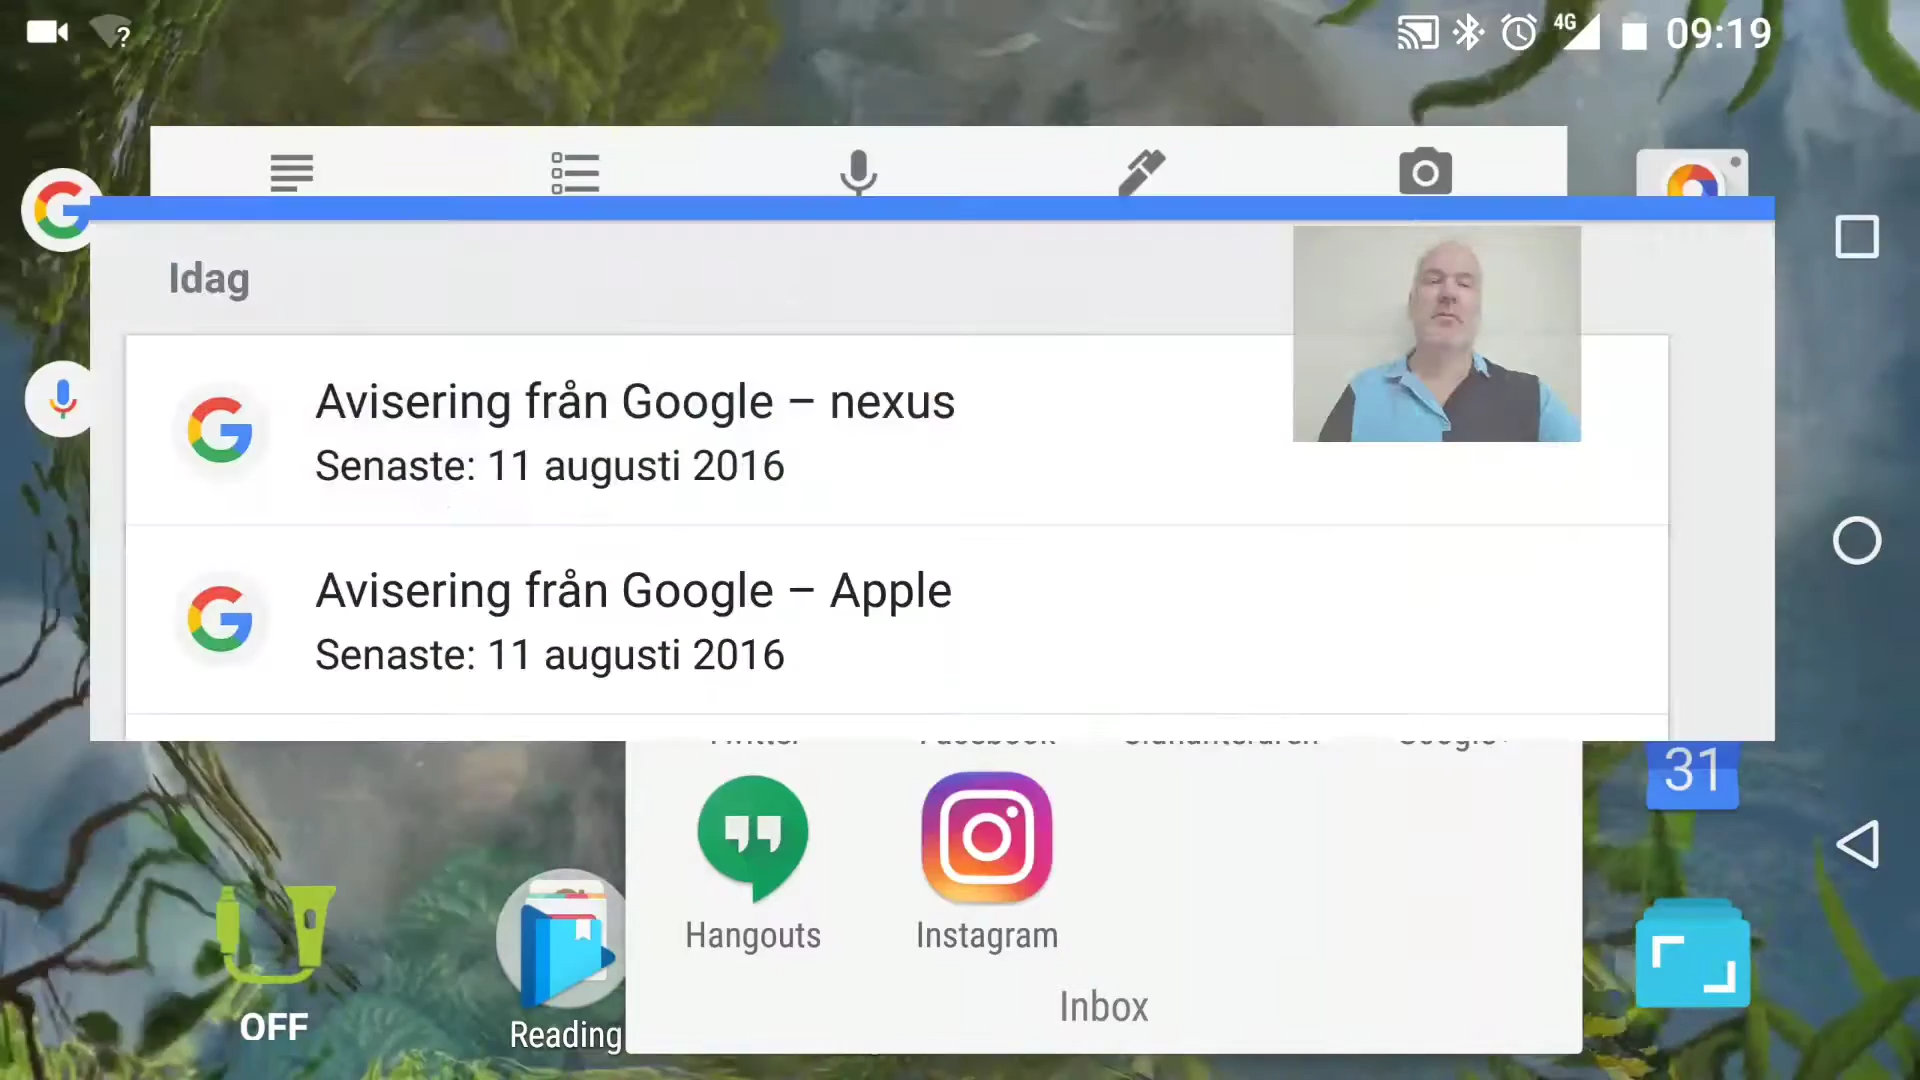 4G 09:19
Idag
Avisering från Google – nexus
Senaste: 11 augusti 2016
Avisering från Google – Apple
Senaste: 11 augusti 2016
31
Hangouts
Instagram
OFF
Reading
Inbox